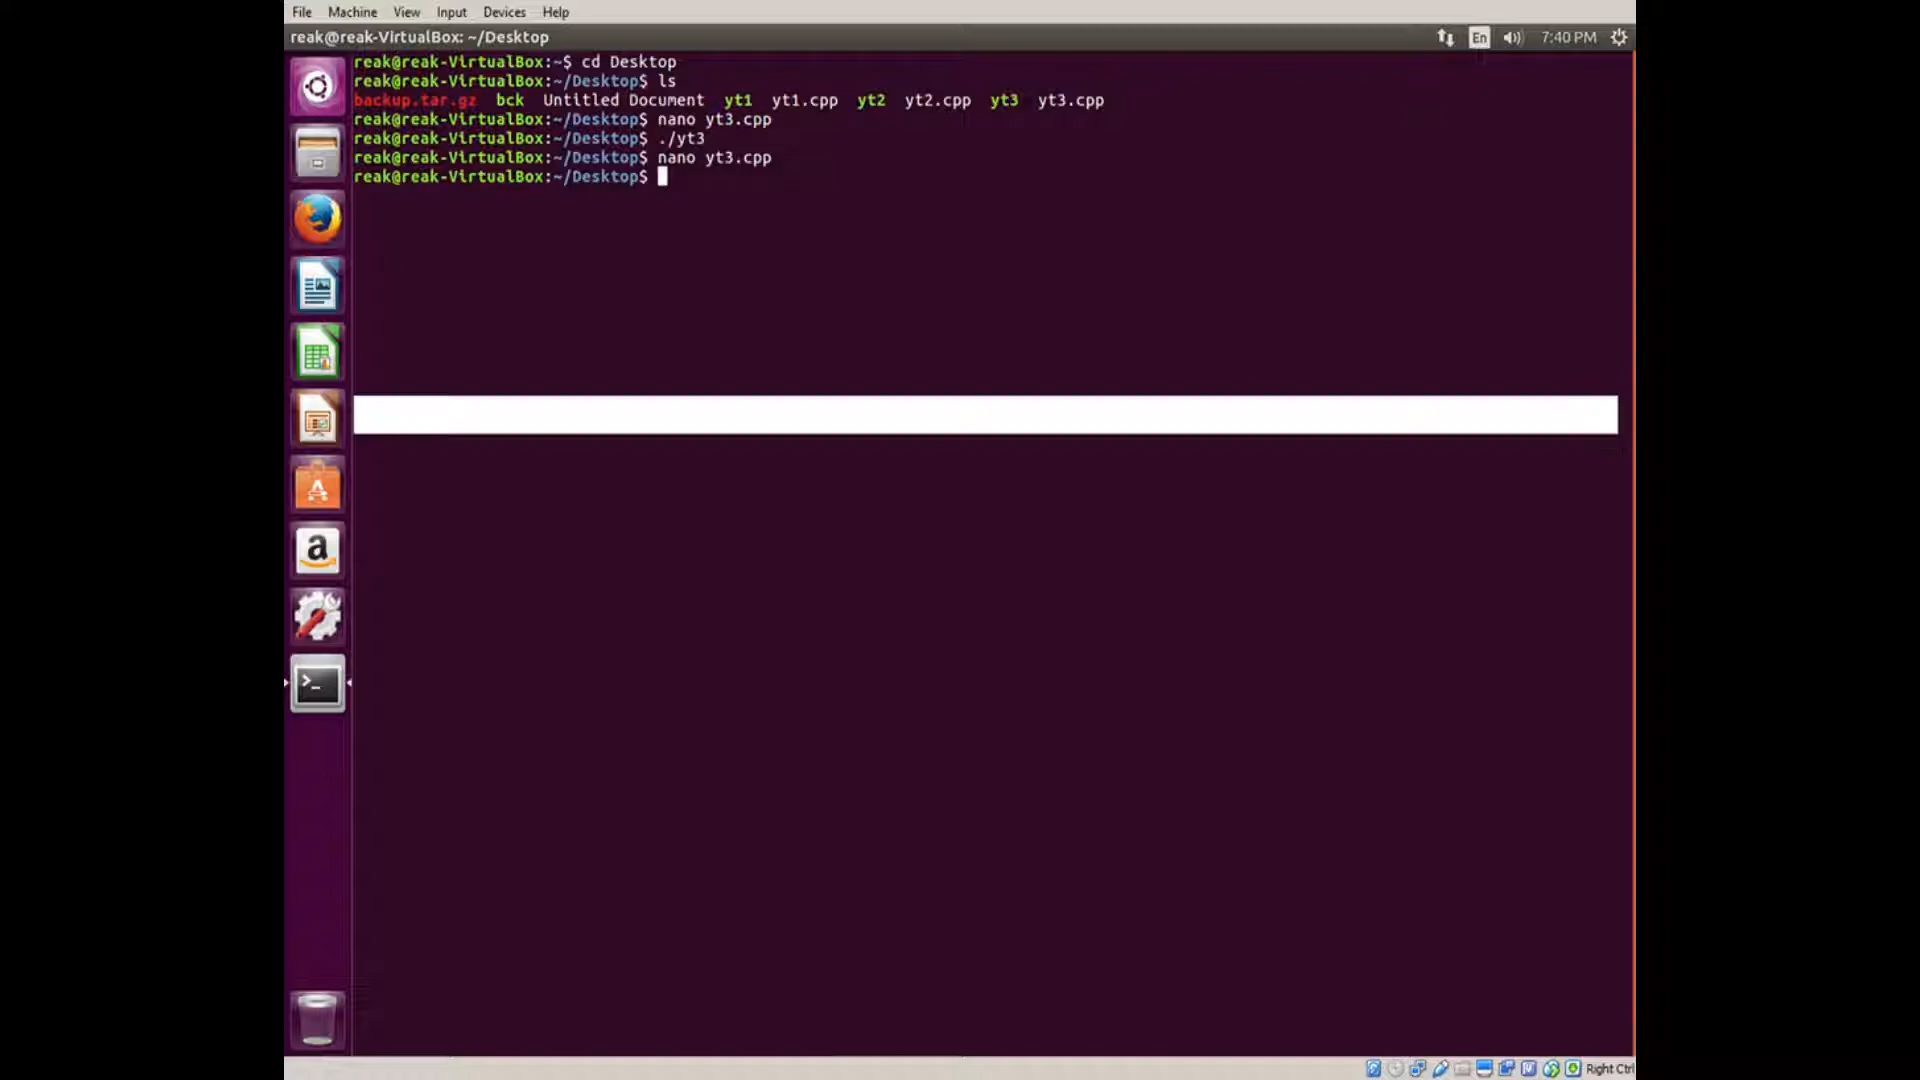 File Machine View Input Devices Help
reak@reak-VirtualBox: ~/Desktop En 7:40 PM
reak@reak-VirtualBox:~$ cd Desktop
reak@reak-VirtualBox:~/Desktop$ ls
backup.tar.gz bck Untitled Document yt1 yt1.cpp yt2 yt2.cpp yt3 yt3.cpp
reak@reak-VirtualBox:~/Desktop$ nano yt3.cpp
reak@reak-VirtualBox:~/Desktop$ ./yt3
reak@reak-VirtualBox:~/Desktop$ nano yt3.cpp
reak@reak-VirtualBox:~/Desktop$
Right Ctrl